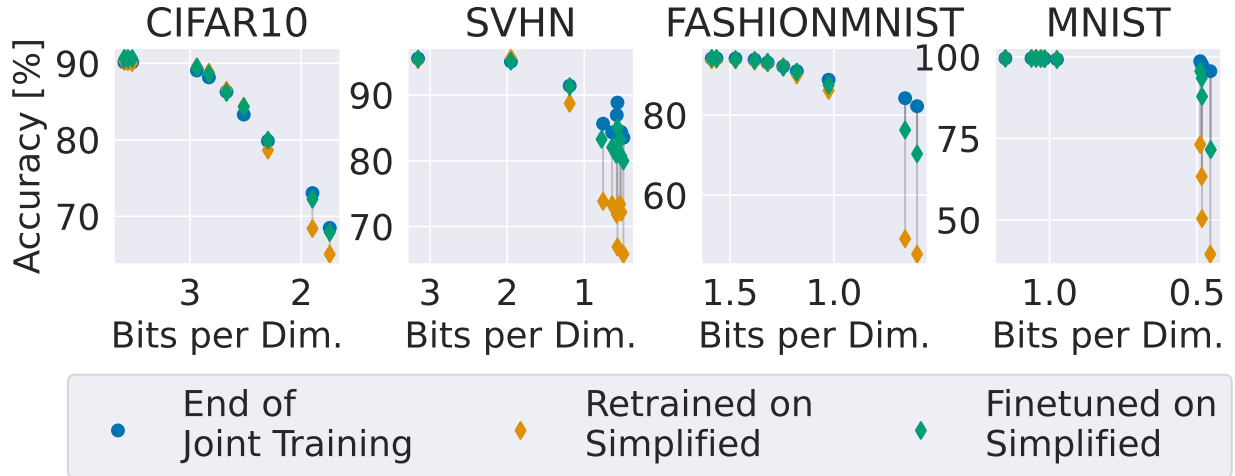 CIFAR10 SVHN FASHIONMNIST MNIST
Accuracy [%]
90
80
70
90
80
70
80
60
100
75
50
3 2 3 2 1 1.5 1.0 1.0 0.5
Bits per Dim. Bits per Dim. Bits per Dim. Bits per Dim.
End of
Joint Training
Retrained on
Simplified
Finetuned on
Simplified